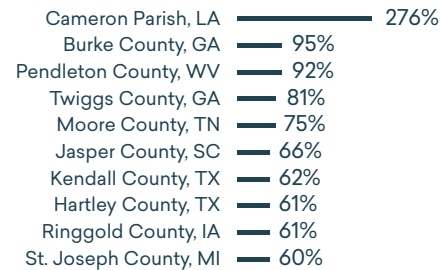 Cameron Parish, LA 276%
Burke County, GA 95%
Pendleton County, WV 92%
Twiggs County, GA 81%
Moore County, TN 75%
Jasper County, SC 66%
Kendall County, TX 62%
Hartley County, TX 61%
Ringgold County, IA 61%
St. Joseph County, MI 60%